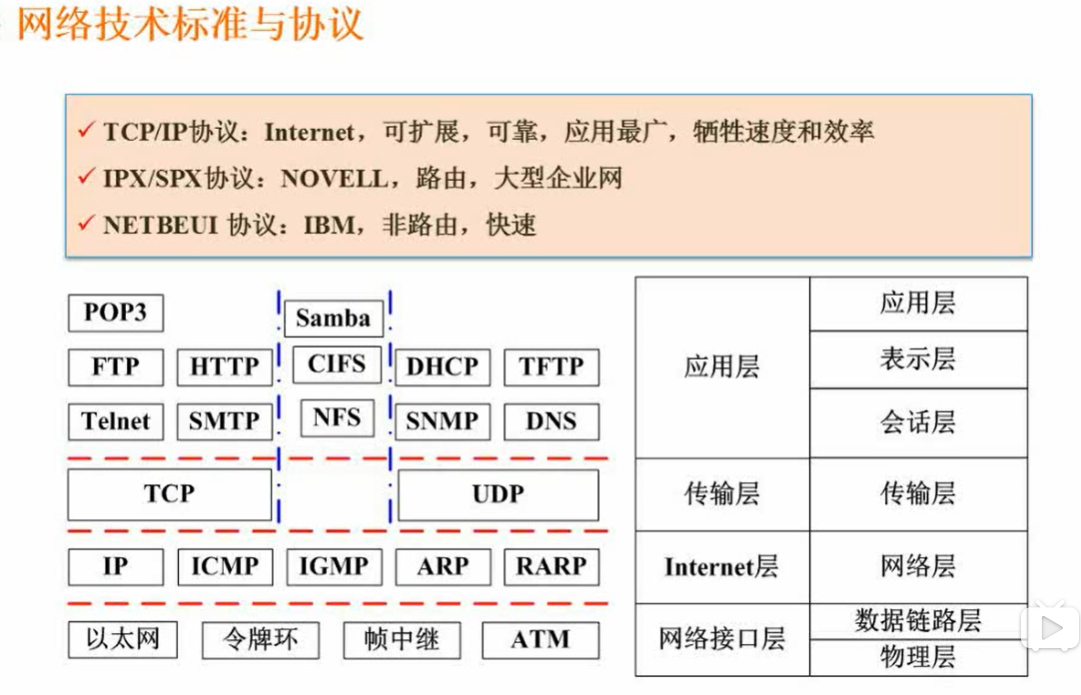 网络技术标准与协议
✓ TCP/IP协议：Internet，可扩展，可靠，应用最广，牺牲速度和效率
✓ IPX/SPX协议：NOVELL，路由，大型企业网
✓ NETBEUI 协议：IBM，非路由，快速
POP3 Samba
FTP HTTP CIFS DHCP TFTP
Telnet SMTP NFS SNMP DNS
TCP UDP
IP ICMP IGMP ARP RARP
以太网 令牌环 帧中继 ATM
应用层 应用层
表示层
会话层
传输层 传输层
Internet层 网络层
网络接口层 数据链路层
物理层